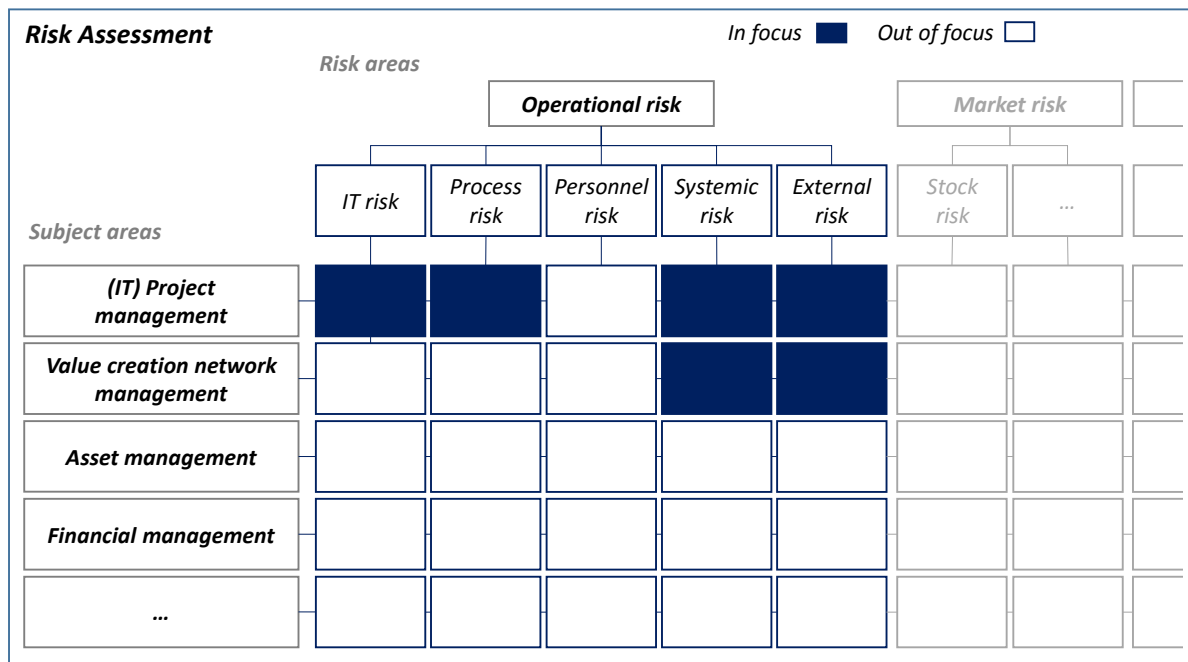 Risk Assessment
In focus
Out of focus
Risk areas
Operational risk
Market risk
IT risk
Process
risk
Personnel
risk
Systemic
risk
External
risk
Stock
risk
...
Subject areas
(IT) Project
management
Value creation network
management
Asset management
Financial management
...